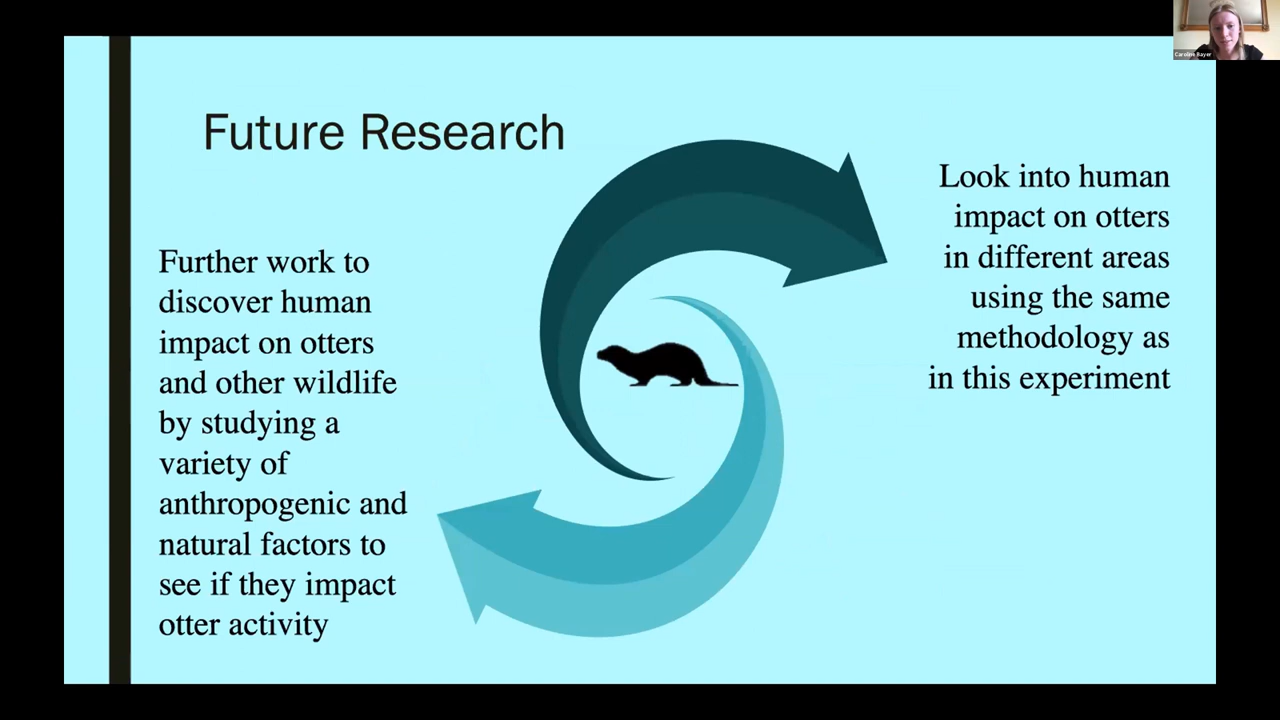 Caroline Bayer
Future Research
Further work to
discover human
impact on otters
and other wildlife
by studying a
variety of
anthropogenic and
natural factors to
see if they impact
otter activity
Look into human
impact on otters
in different areas
using the same
methodology as
in this experiment